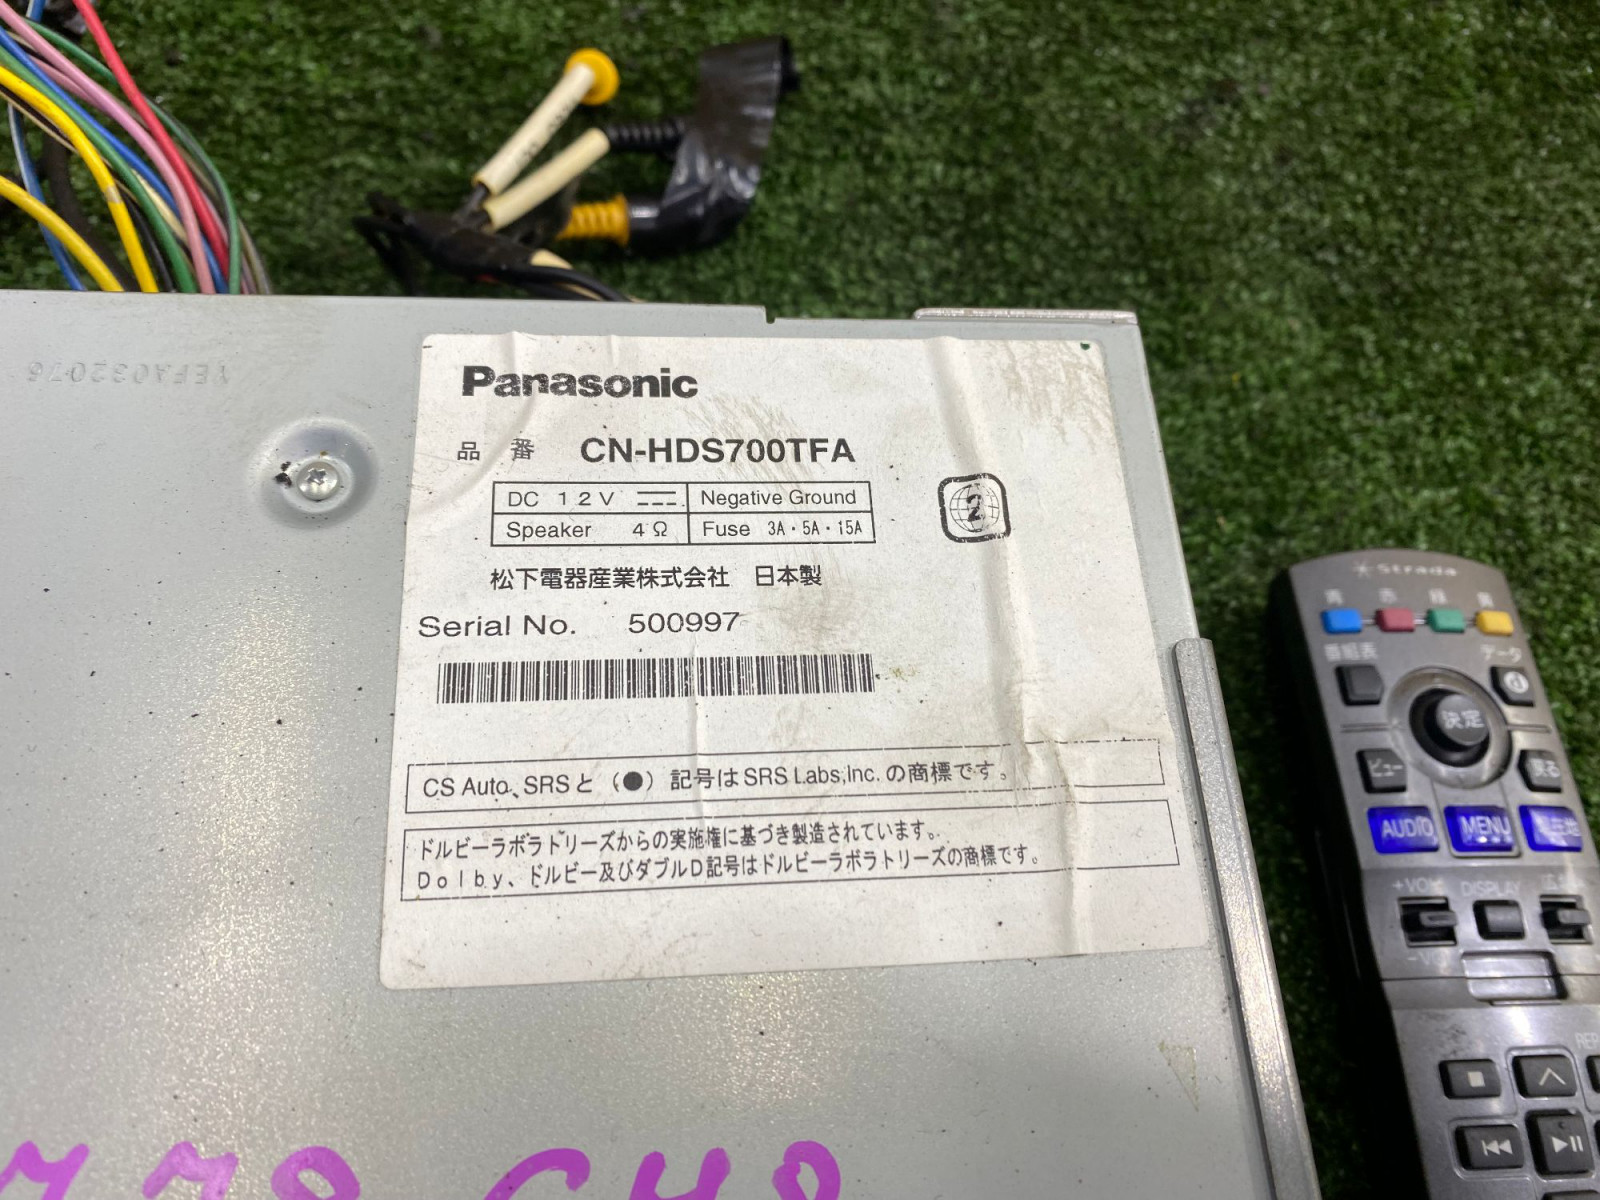 YEFA032076
Panasonic
品 番 CN-HDS700TFA
DC 12V Negative Ground
Speaker 4Ω Fuse 3A・5A・15A
2
松下電器産業株式会社 日本製
Serial No. 500997
CS Auto、SRSと(●)記号はSRS Labs,Inc.の商標です。
ドルビーラボラトリーズからの実施権に基づき製造されています。
Dolby、ドルビー及びダブルD記号はドルビーラボラトリーズの商標です。
Strada
青 赤 緑 黄
番組表 データ
d
決定
ビュー 戻る
AUDIO MENU
+VOL DISPLAY